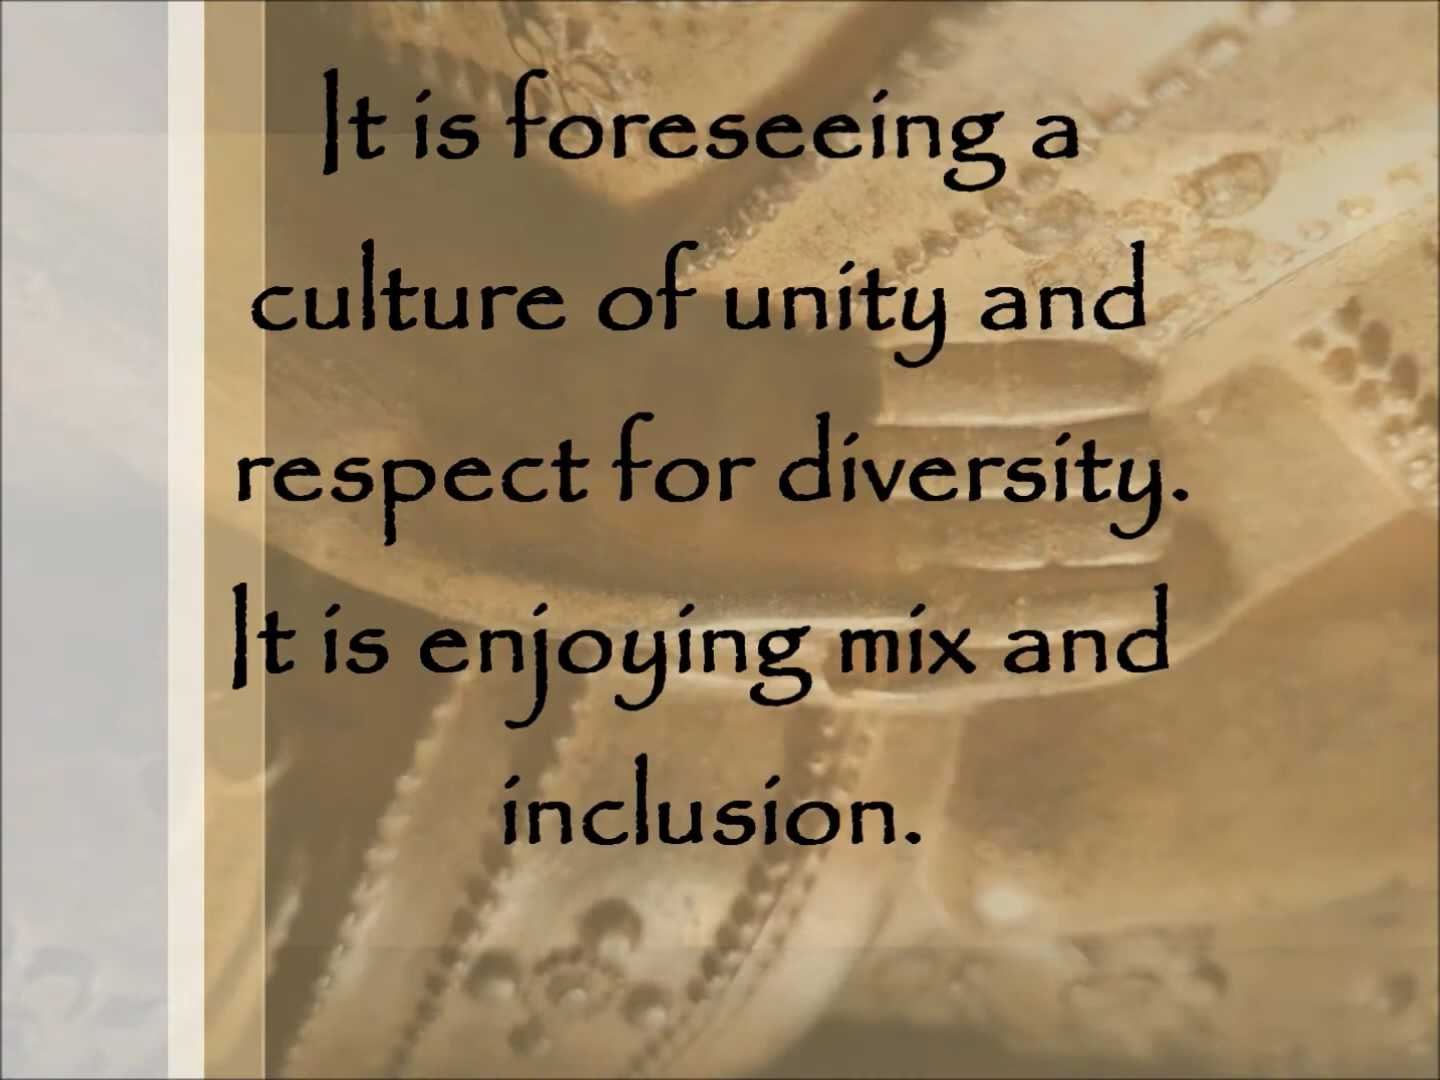 It is foreseeing a
culture of unity and
respect for diversity.
It is enjoying mix and
inclusion.